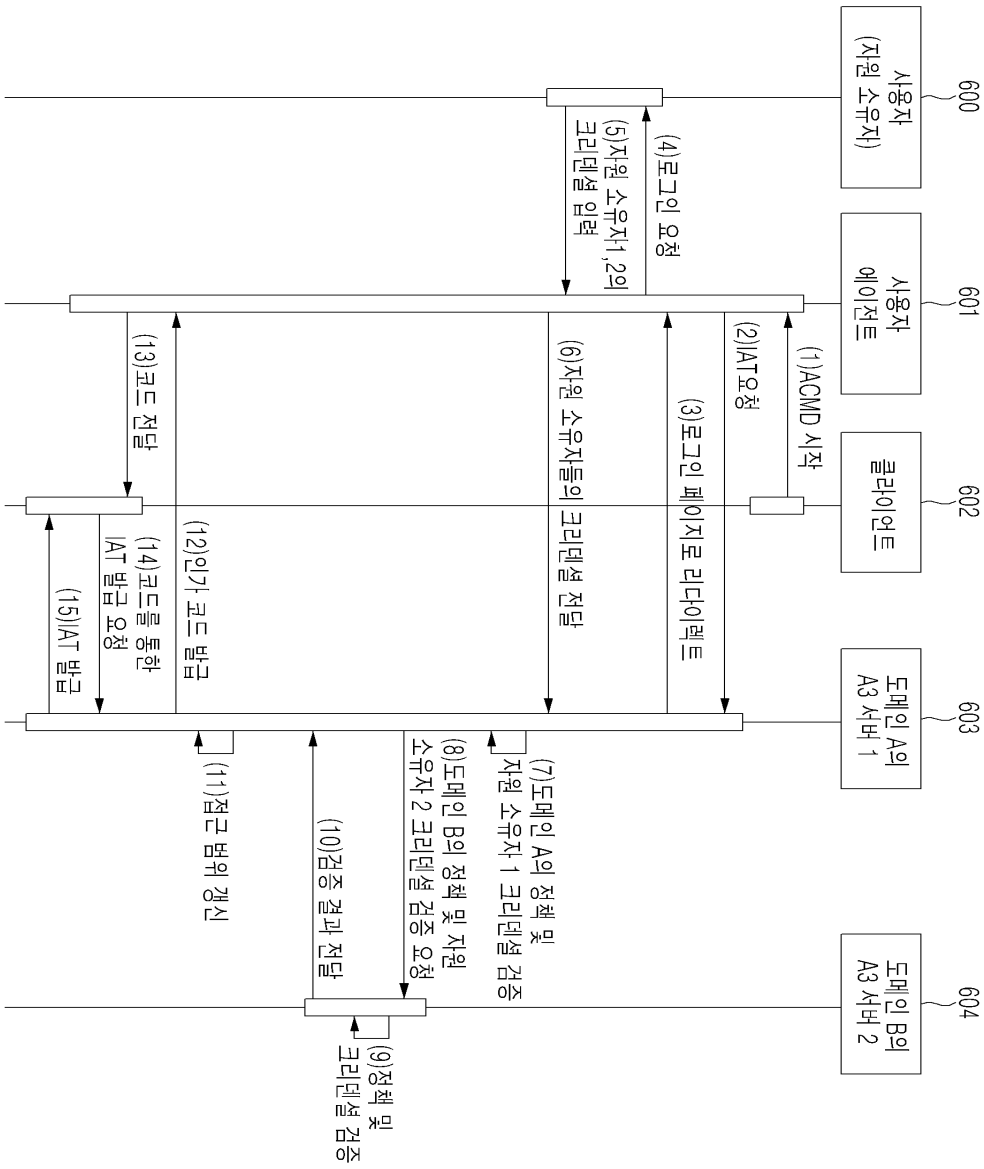 600
사용자
(자원 소유자)
601
사용자
에이전트
602
클라이언트
603
도메인 A의
A3 서버 1
604
도메인 B의
A3 서버 2
(1)ACMD 시작
(2)IAT요청
(3)로그인 페이지로 리다이렉트
(4)로그인 요청
(5)자원 소유자1,2의
크리덴셜 입력
(6)자원 소유자들의 크리덴셜 전달
(7)도메인 A의 정책 및
자원 소유자 1 크리덴셜 검증
(8)도메인 B의 정책 및 자원
소유자 2 크리덴셜 검증 요청
(9)정책 및
크리덴셜 검증
(10)검증 결과 전달
(11)접근 범위 갱신
(12)인가 코드 발급
(13)코드 전달
(14)코드를 통한
IAT 발급 요청
(15)IAT 발급